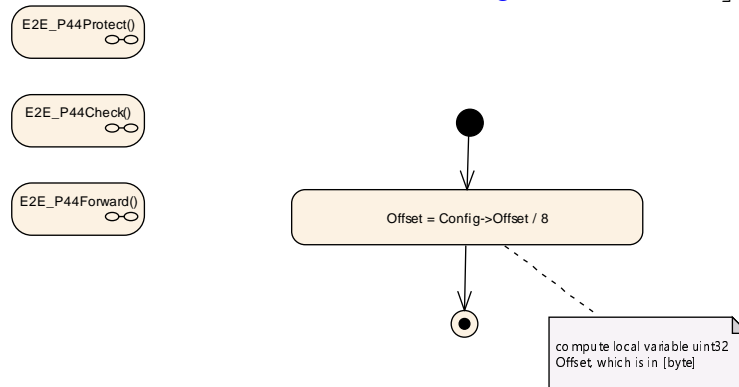 E2E_P44Protect()
E2E_P44Check()
E2E_P44Forward()
Offset = Config->Offset / 8
compute local variable uint32
Offset, which is in [byte]